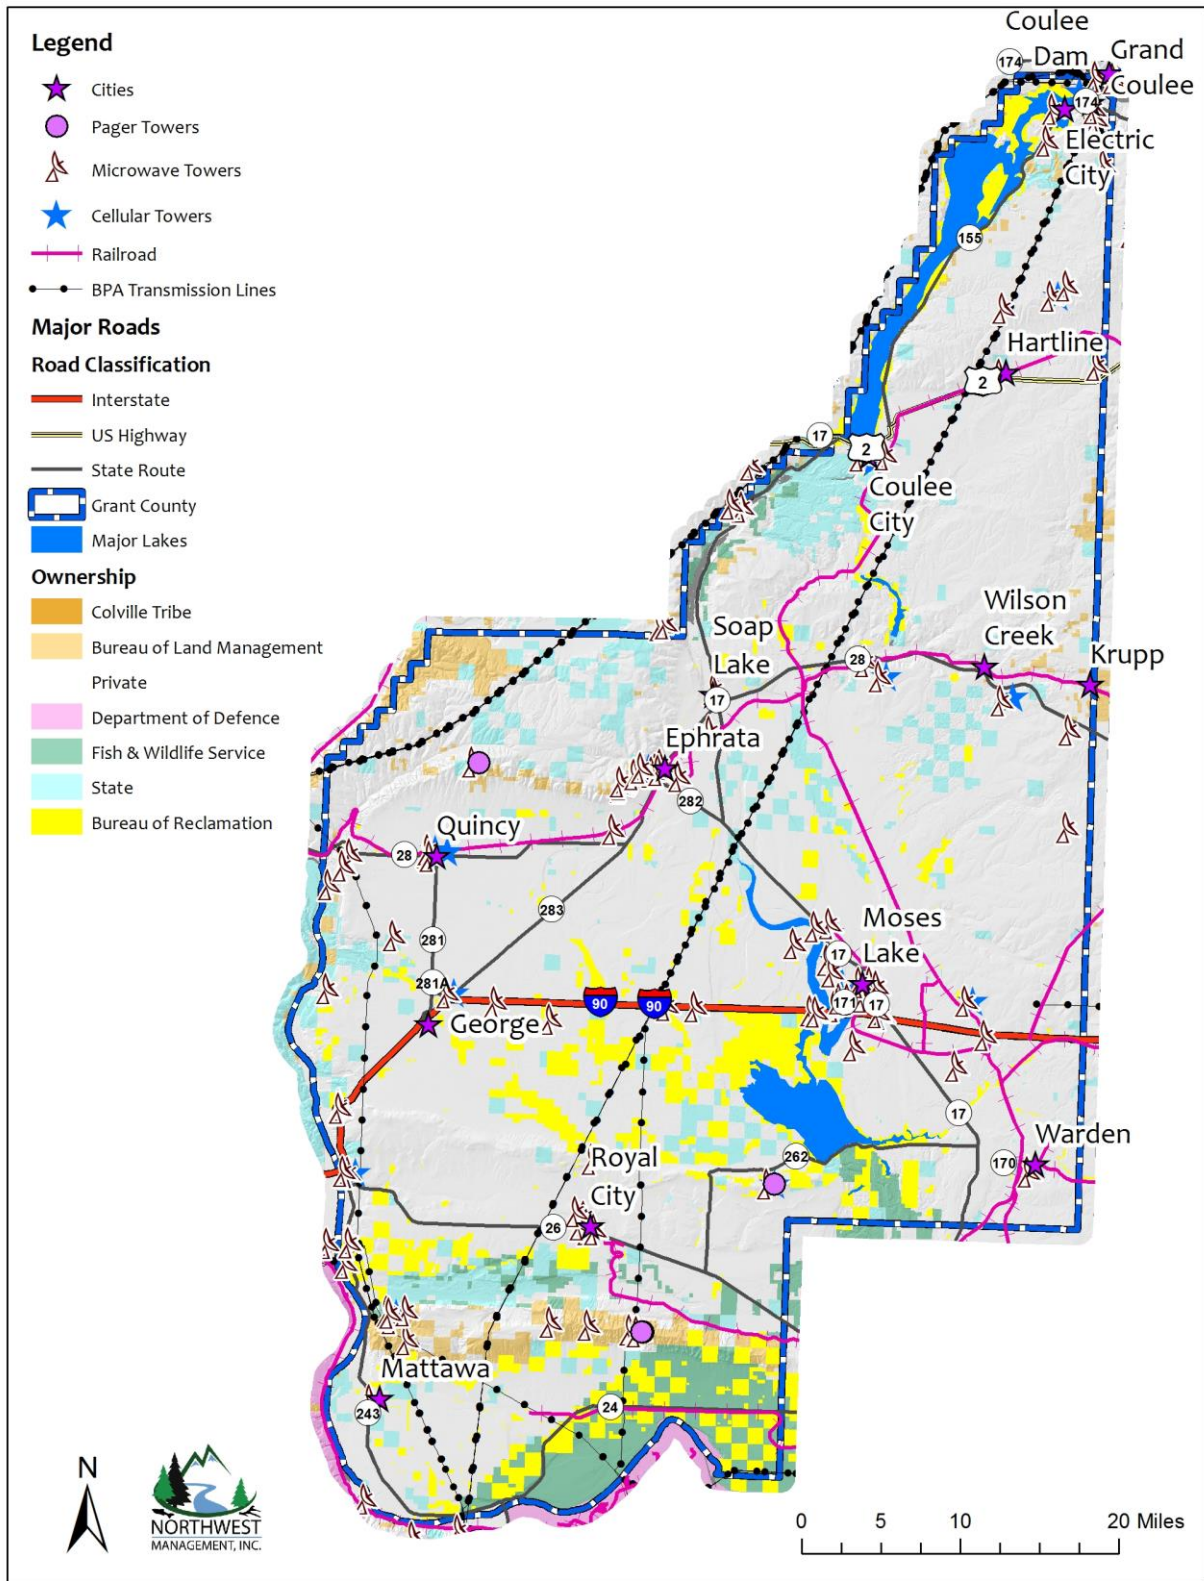 Legend
Cities
Pager Towers
Microwave Towers
Cellular Towers
Railroad
BPA Transmission Lines
Major Roads
Road Classification
Interstate
US Highway
State Route
Grant County
Major Lakes
Ownership
Colville Tribe
Bureau of Land Management
Private
Department of Defence
Fish & Wildlife Service
State
Bureau of Reclamation
Coulee
Dam
Grand
Coulee
174
174
Electric
City
155
Hartline
2
17
2
Coulee
City
Wilson
Creek
Krupp
Soap
Lake
28
17
Ephrata
282
Quincy
28
283
281
281A
Moses
Lake
17
171
17
90
90
George
17
Warden
170
262
Royal
City
26
Mattawa
243
24
N
NORTHWEST
MANAGEMENT, INC.
0 5 10 20 Miles